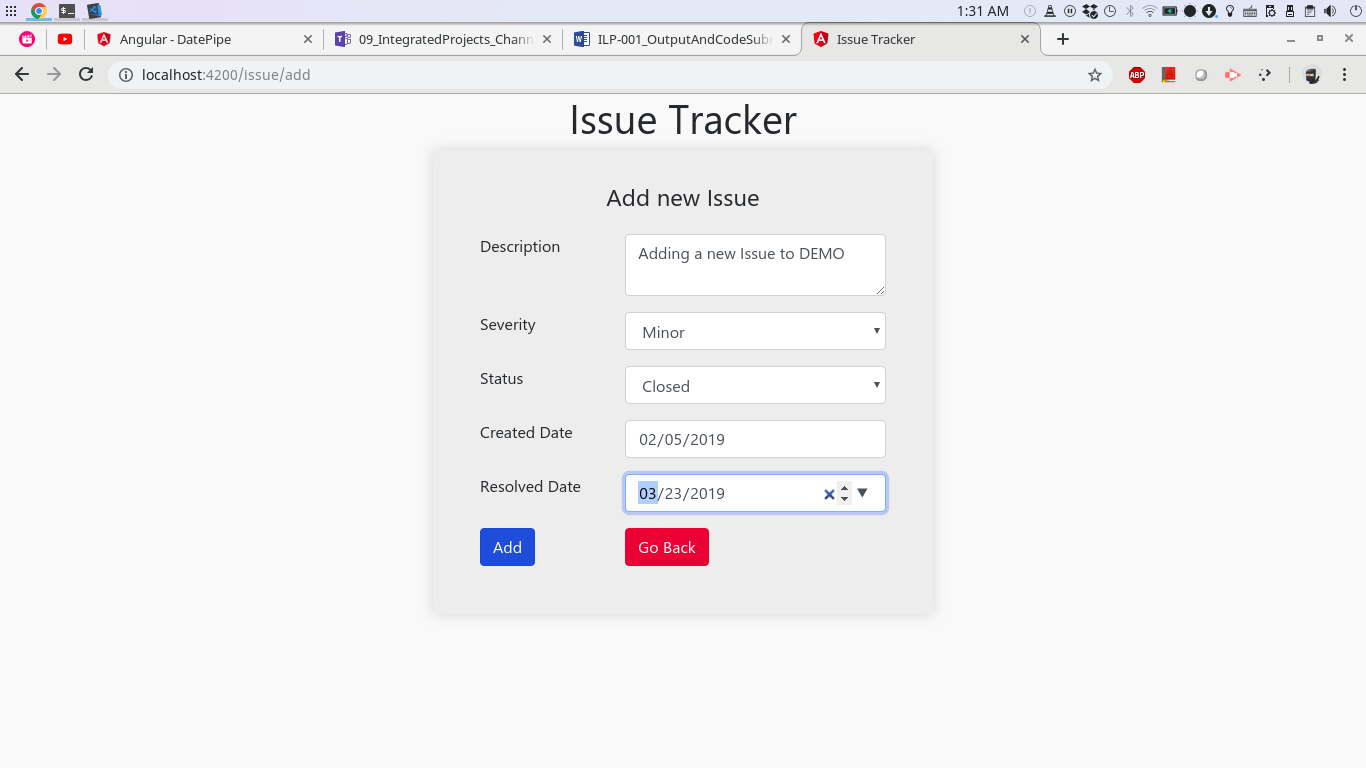 1:31 AM
Angular - DatePipe
09_IntegratedProjects_Chann
ILP-001_OutputAndCodeSubm
Issue Tracker
localhost:4200/issue/add
ABP
Issue Tracker
Add new Issue
Description
Adding a new Issue to DEMO
Severity
Minor
Status
Closed
Created Date
02/05/2019
Resolved Date
03/23/2019
Add
Go Back